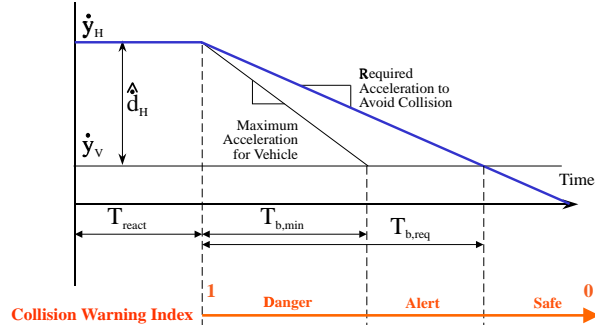 ẏH
Required
Acceleration to
Avoid Collision
d̂H
Maximum
Acceleration
for Vehicle
ẏV
Time
Treact
Tb,min
Tb,req
1
0
Danger
Alert
Safe
Collision Warning Index